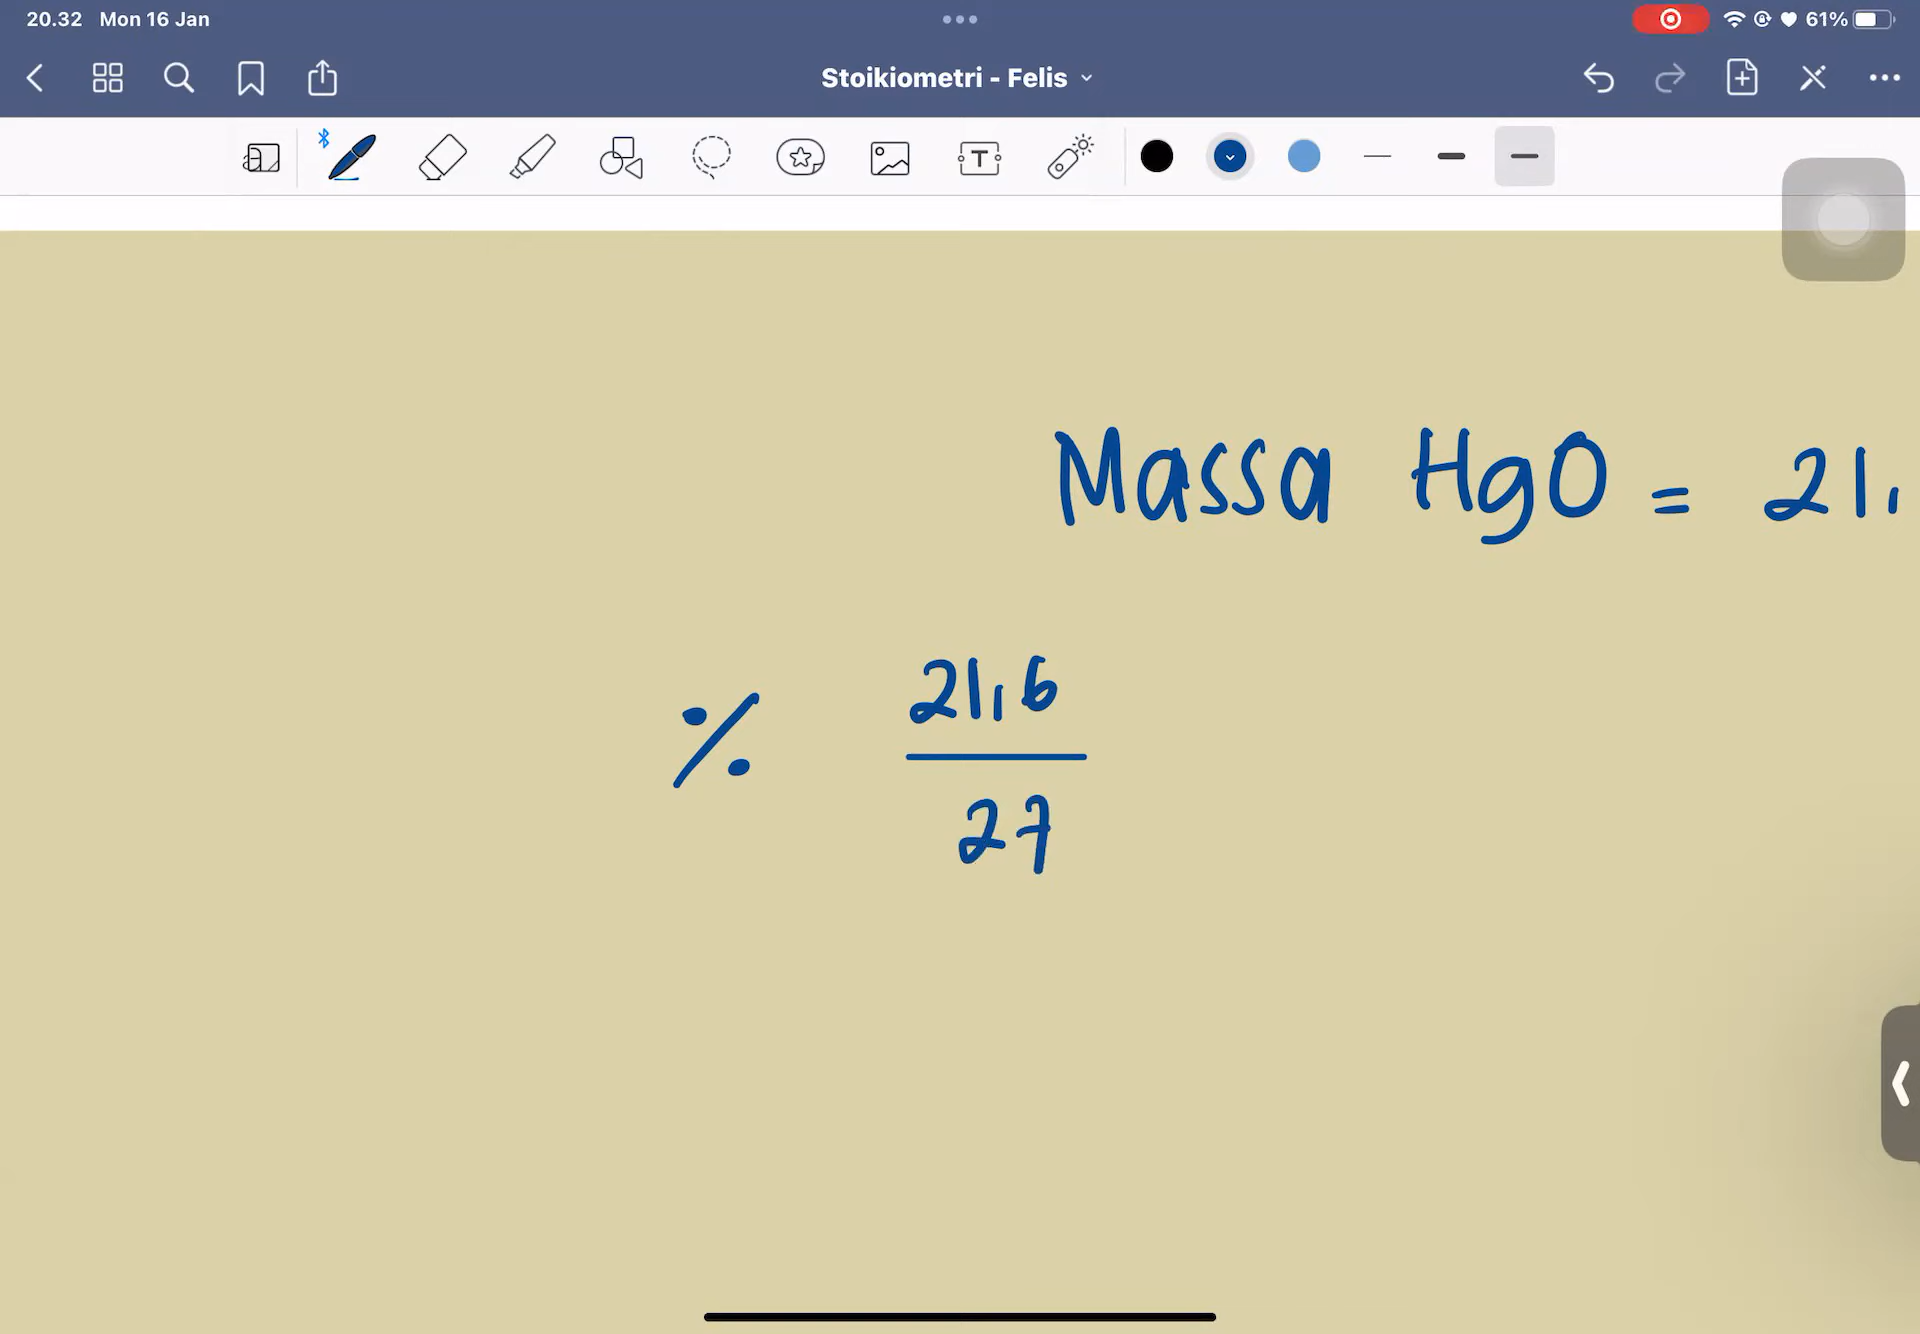 20.32 Mon 16 Jan
61%
Stoikiometri - Felis
Massa HgO = 21,
% 21,6
27